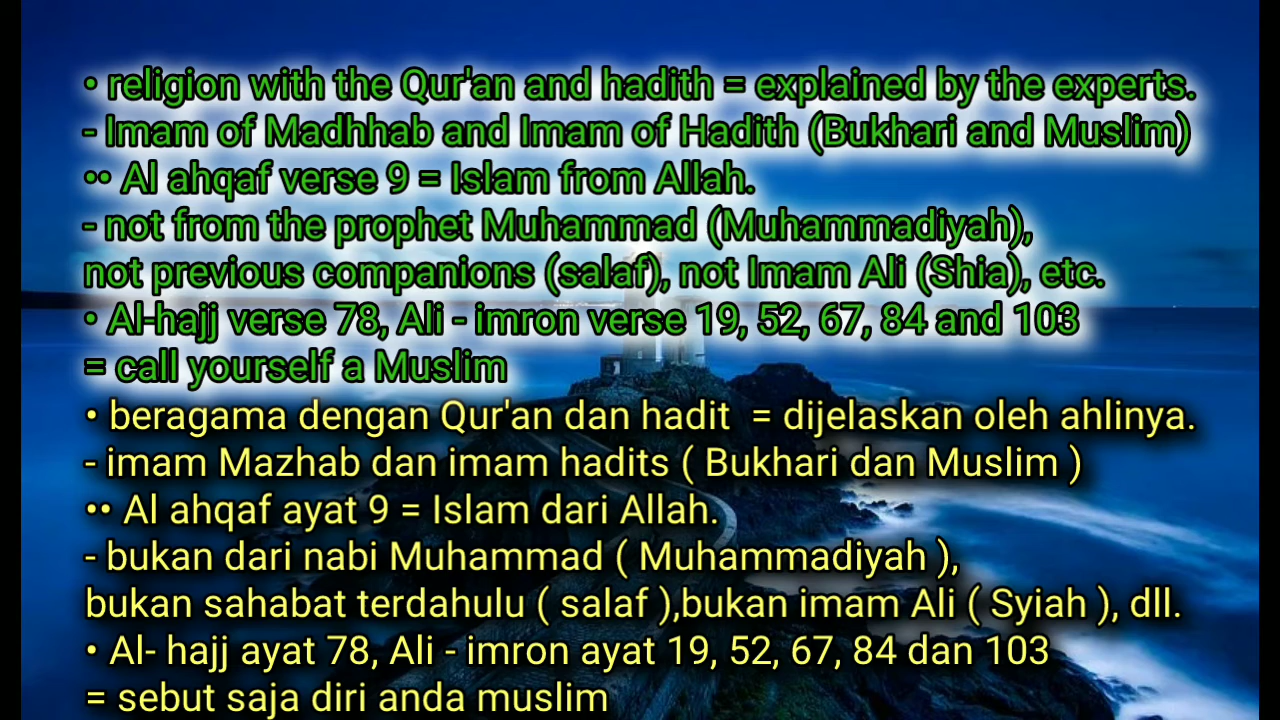 • religion with the Qur'an and hadith = explained by the experts.
- Imam of Madhhab and Imam of Hadith (Bukhari and Muslim)
•• Al ahqaf verse 9 = Islam from Allah.
- not from the prophet Muhammad (Muhammadiyah),
not previous companions (salaf), not Imam Ali (Shia), etc.
• Al-hajj verse 78, Ali - imron verse 19, 52, 67, 84 and 103
= call yourself a Muslim
• beragama dengan Qur'an dan hadit  = dijelaskan oleh ahlinya.
- imam Mazhab dan imam hadits ( Bukhari dan Muslim )
•• Al ahqaf ayat 9 = Islam dari Allah.
- bukan dari nabi Muhammad ( Muhammadiyah ),
bukan sahabat terdahulu ( salaf ),bukan imam Ali ( Syiah ), dll.
• Al- hajj ayat 78, Ali - imron ayat 19, 52, 67, 84 dan 103
= sebut saja diri anda muslim